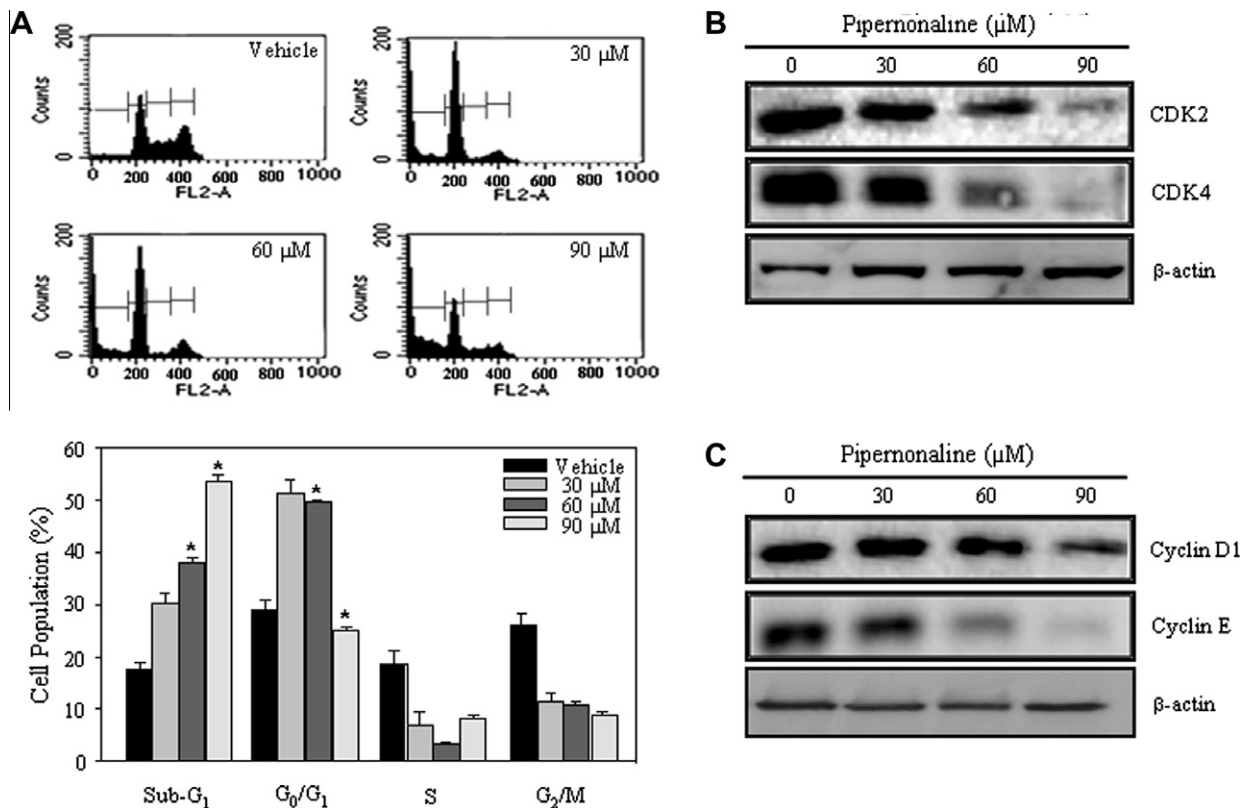 A
200
Vehicle
Counts
0
0 200 400 600 800 1000
FL2-A
200
30 µM
Counts
0
0 200 400 600 800 1000
FL2-A
200
60 µM
Counts
0
0 200 400 600 800 1000
FL2-A
200
90 µM
Counts
0
0 200 400 600 800 1000
FL2-A
Cell Population (%)
60
50
40
30
20
10
0
* * * *
Vehicle
30 µM
60 µM
90 µM
Sub-G1 G0/G1 S G2/M
B
Pipernonaline (µM)
0 30 60 90
CDK2
CDK4
β-actin
C
Pipernonaline (µM)
0 30 60 90
Cyclin D1
Cyclin E
β-actin